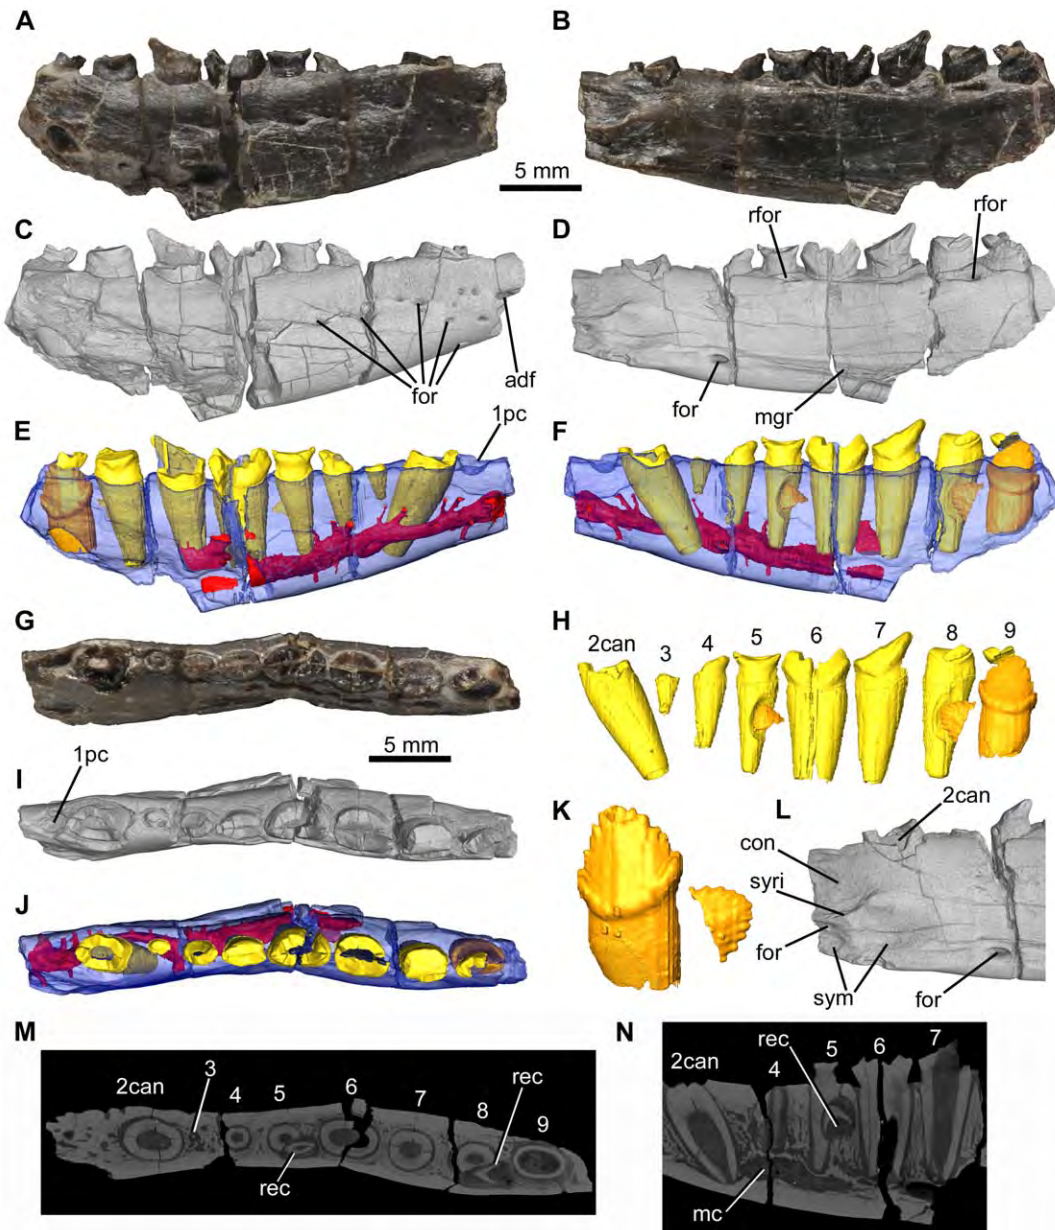 A
B
5 mm
C
D
rfor
rfor
for
adf
for
mgr
E
1pc
F
G
H
2can 3 4 5 6 7 8 9
5 mm
I
1pc
J
K
L
2can
con
syri
for
sym
for
M
2can 3 4 5 6 7 8 9
rec
rec
N
2can 4 5 6 7
rec
mc